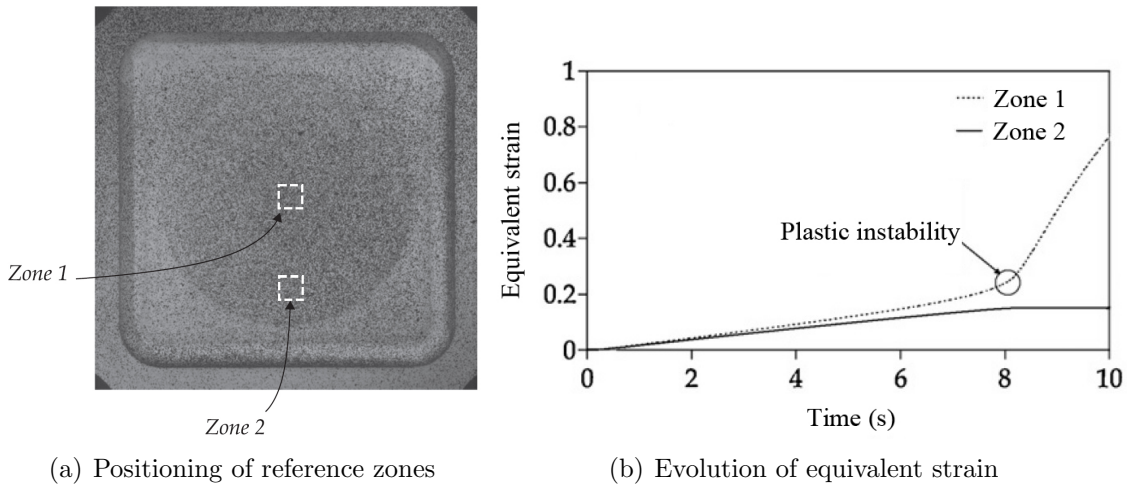 Zone 1
Zone 2
(a) Positioning of reference zones
Equivalent strain
1
0.8
0.6
0.4
0.2
0
0
2
4
6
8
10
Time (s)
Zone 1
Zone 2
Plastic instability
(b) Evolution of equivalent strain